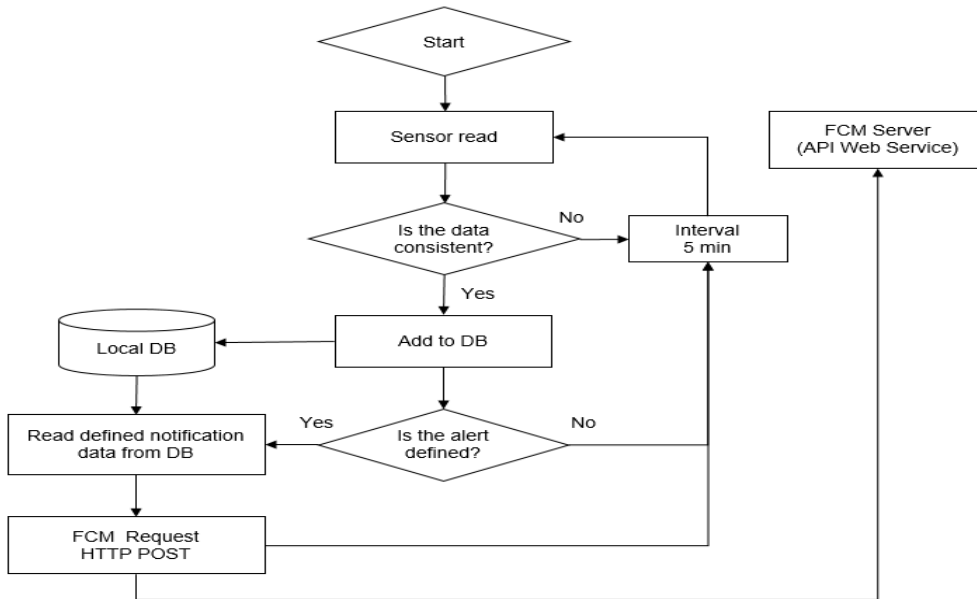 Start
Sensor read
FCM Server
(API Web Service)
Is the data
consistent?
No
Interval
5 min
Yes
Local DB
Add to DB
Read defined notification
data from DB
Yes
Is the alert
defined?
No
FCM Request
HTTP POST